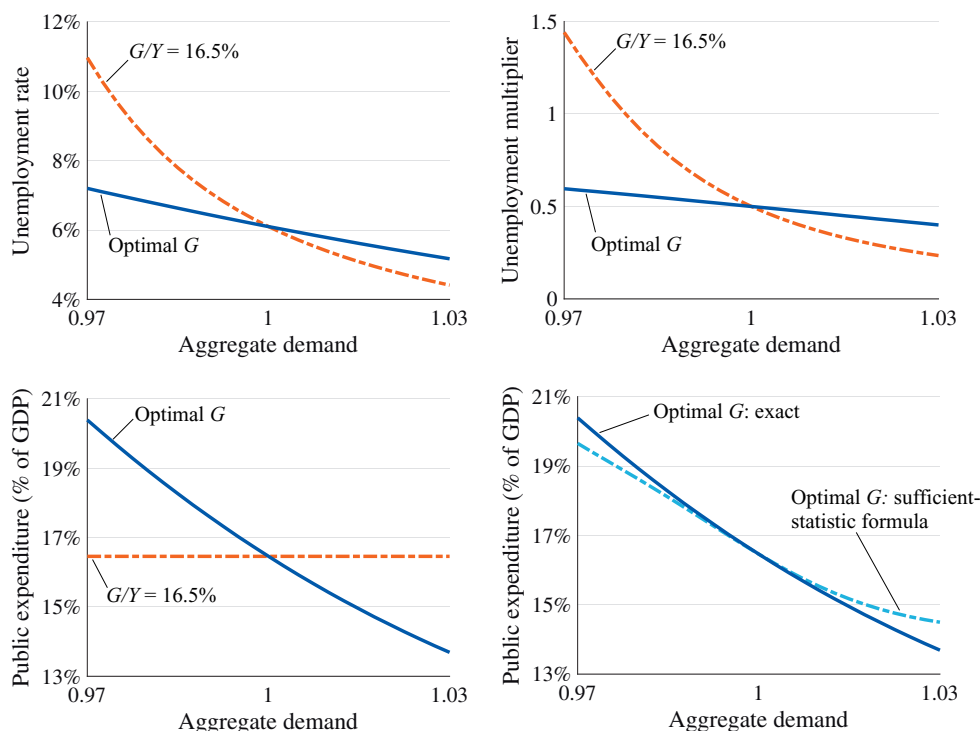 12%
10%
8%
6%
4%
Unemployment rate
G/Y = 16.5%
Optimal G
0.97
1
1.03
Aggregate demand
1.5
1
0.5
0
Unemployment multiplier
G/Y = 16.5%
Optimal G
0.97
1
1.03
Aggregate demand
21%
19%
17%
15%
13%
Public expenditure (% of GDP)
Optimal G
G/Y = 16.5%
0.97
1
1.03
Aggregate demand
21%
19%
17%
15%
13%
Public expenditure (% of GDP)
Optimal G: exact
Optimal G: sufficient-
statistic formula
0.97
1
1.03
Aggregate demand